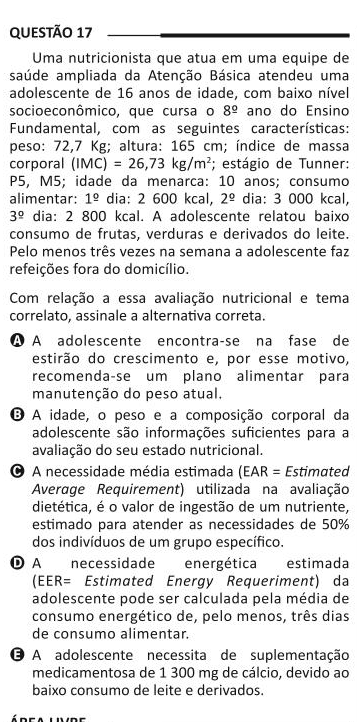 QUESTÃO 17
Uma nutricionista que atua em uma equipe de
saúde ampliada da Atenção Básica atendeu uma
adolescente de 16 anos de idade, com baixo nível
socioeconômico, que cursa o 8º ano do Ensino
Fundamental, com as seguintes características:
peso: 72,7 Kg; altura: 165 cm; índice de massa
corporal (IMC) = 26,73 kg/m²; estágio de Tunner:
P5, M5; idade da menarca: 10 anos; consumo
alimentar: 1º dia: 2 600 kcal, 2º dia: 3 000 kcal,
3º dia: 2 800 kcal. A adolescente relatou baixo
consumo de frutas, verduras e derivados do leite.
Pelo menos três vezes na semana a adolescente faz
refeições fora do domicílio.
Com relação a essa avaliação nutricional e tema
correlato, assinale a alternativa correta.
A A adolescente encontra-se na fase de
estirão do crescimento e, por esse motivo,
recomenda-se um plano alimentar para
manutenção do peso atual.
B A idade, o peso e a composição corporal da
adolescente são informações suficientes para a
avaliação do seu estado nutricional.
C A necessidade média estimada (EAR = Estimated
Average Requirement) utilizada na avaliação
dietética, é o valor de ingestão de um nutriente,
estimado para atender as necessidades de 50%
dos indivíduos de um grupo específico.
D A necessidade energética estimada
(EER= Estimated Energy Requeriment) da
adolescente pode ser calculada pela média de
consumo energético de, pelo menos, três dias
de consumo alimentar.
E A adolescente necessita de suplementação
medicamentosa de 1 300 mg de cálcio, devido ao
baixo consumo de leite e derivados.
ÁREA LIVRE